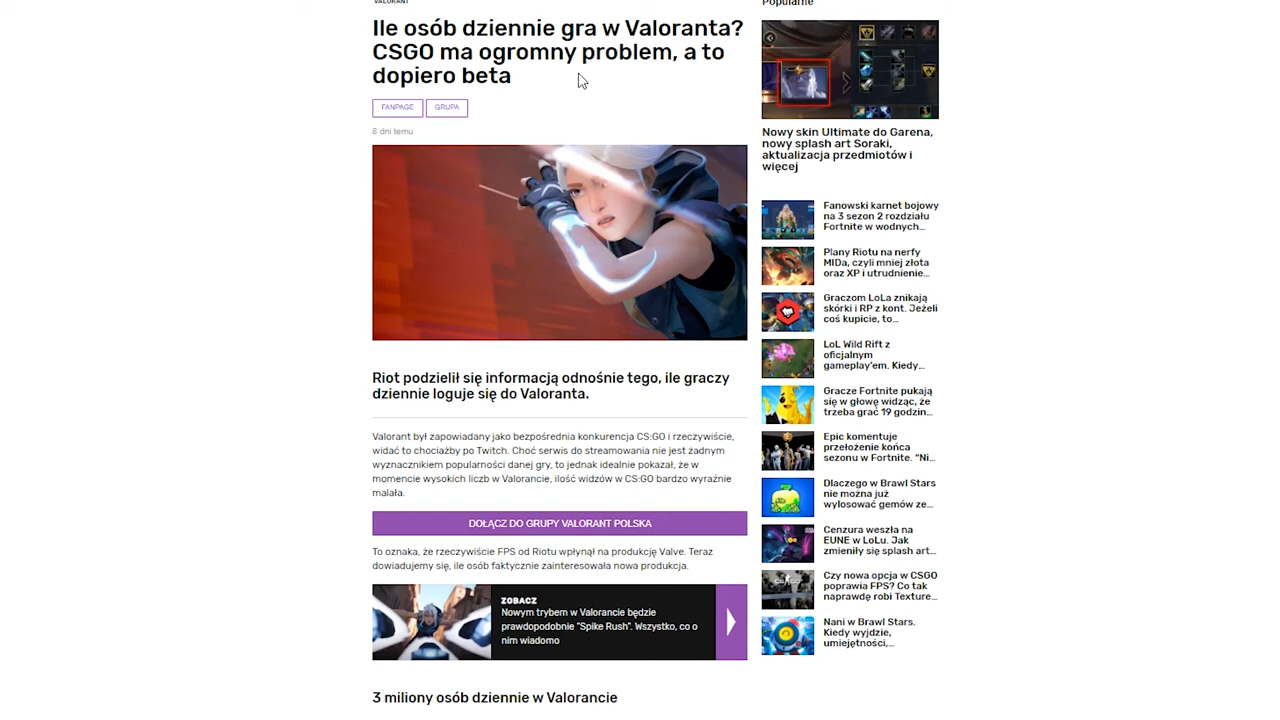 VALORANT
Ile osób dziennie gra w Valoranta?
CSGO ma ogromny problem, a to
dopiero beta
FANPAGE
GRUPA
8 dni temu
Riot podzielił się informacją odnośnie tego, ile graczy
dziennie loguje się do Valoranta.
Valorant był zapowiadany jako bezpośrednia konkurencja CS:GO i rzeczywiście,
widać to chociażby po Twitch. Choć serwis do streamowania nie jest żadnym
wyznacznikiem popularności danej gry, to jednak idealnie pokazał, że w
momencie wysokich liczb w Valorancie, ilość widzów w CS:GO bardzo wyraźnie
malała.
DOŁĄCZ DO GRUPY VALORANT POLSKA
To oznaka, że rzeczywiście FPS od Riotu wpłynął na produkcję Valve. Teraz
dowiadujemy się, ile osób faktycznie zainteresowała nowa produkcja.
ZOBACZ
Nowym trybem w Valorancie będzie
prawdopodobnie "Spike Rush". Wszystko, co o
nim wiadomo
3 miliony osób dziennie w Valorancie
Popularne
Nowy skin Ultimate do Garena,
nowy splash art Soraki,
aktualizacja przedmiotów i
więcej
Fanowski karnet bojowy
na 3 sezon 2 rozdziału
Fortnite w wodnych...
Plany Riotu na nerfy
MIDa, czyli mniej złota
oraz XP i utrudnienie...
Graczom LoLa znikają
skórki i RP z kont. Jeżeli
coś kupicie, to...
LoL Wild Rift z
oficjalnym
gameplay'em. Kiedy...
Gracze Fortnite pukają
się w głowę widząc, że
trzeba grać 19 godzin...
Epic komentuje
przełożenie końca
sezonu w Fortnite. "Ni...
Dlaczego w Brawl Stars
nie można już
wylosować gemów ze...
Cenzura weszła na
EUNE w LoLu. Jak
zmieniły się splash art...
Czy nowa opcja w CSGO
poprawia FPS? Co tak
naprawdę robi Texture...
Nani w Brawl Stars.
Kiedy wyjdzie,
umiejętności,...